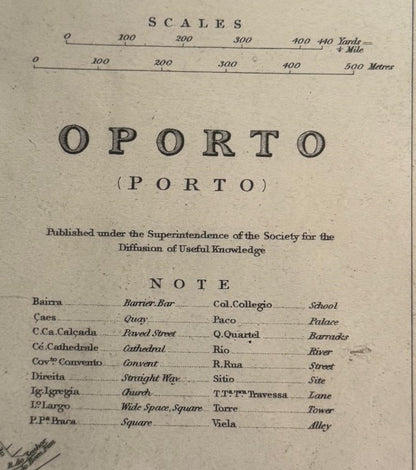 SCALES
0 100 200 300 400 440 Yards =
¼ Mile
0 100 200 300 400 500 Metres
OPORTO
(PORTO)
Published under the Superintendence of the Society for the
Diffusion of Useful Knowledge
NOTE
Bairra Barrier.Bar Col.Collegio School
Caes Quay Paco Palace
C.Ca.Calçada Paved Street Q.Quartel Barracks
Cé.Cathedrale Cathedral Rio River
Covto Convento Convent R.Rua Street
Direita Straight Way Sitio Site
Ig.Igregia Church T.Ta Tra Travessa Lane
Lo Largo Wide Space, Square Torre Tower
P.Pa Praca Square Viela Alley